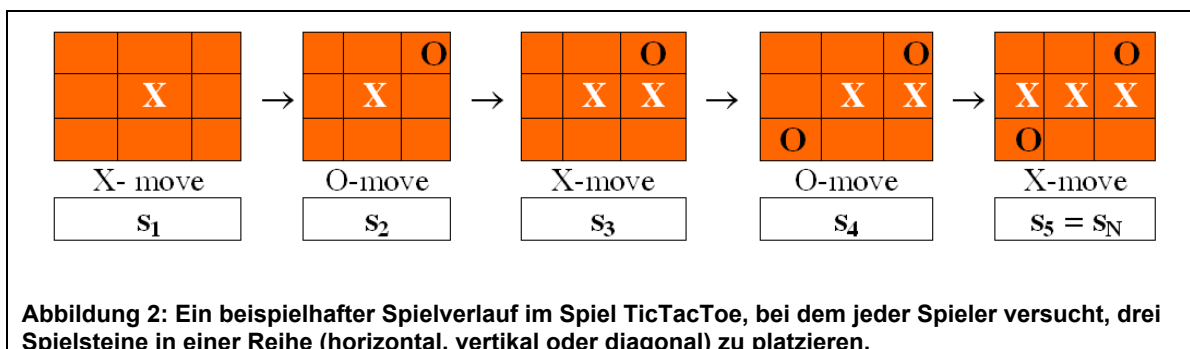 O O O O
X → X → X X → X X → X X X
O O
X- move O-move X-move O-move X-move
s1 s2 s3 s4 s5 = sN
Abbildung 2: Ein beispielhafter Spielverlauf im Spiel TicTacToe, bei dem jeder Spieler versucht, drei
Spielsteine in einer Reihe (horizontal, vertikal oder diagonal) zu platzieren.